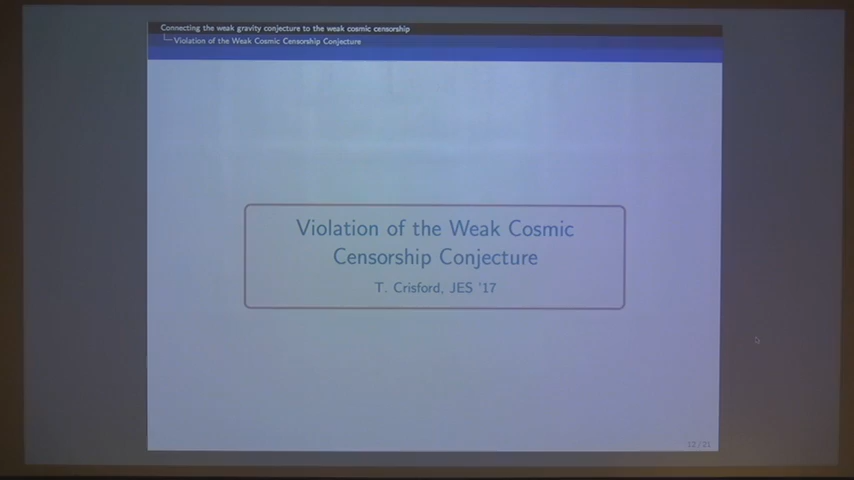 Connecting the weak gravity conjecture to the weak cosmic censorship
Violation of the Weak Cosmic Censorship Conjecture
Violation of the Weak Cosmic
Censorship Conjecture
T. Crisford, JES '17
12 / 21